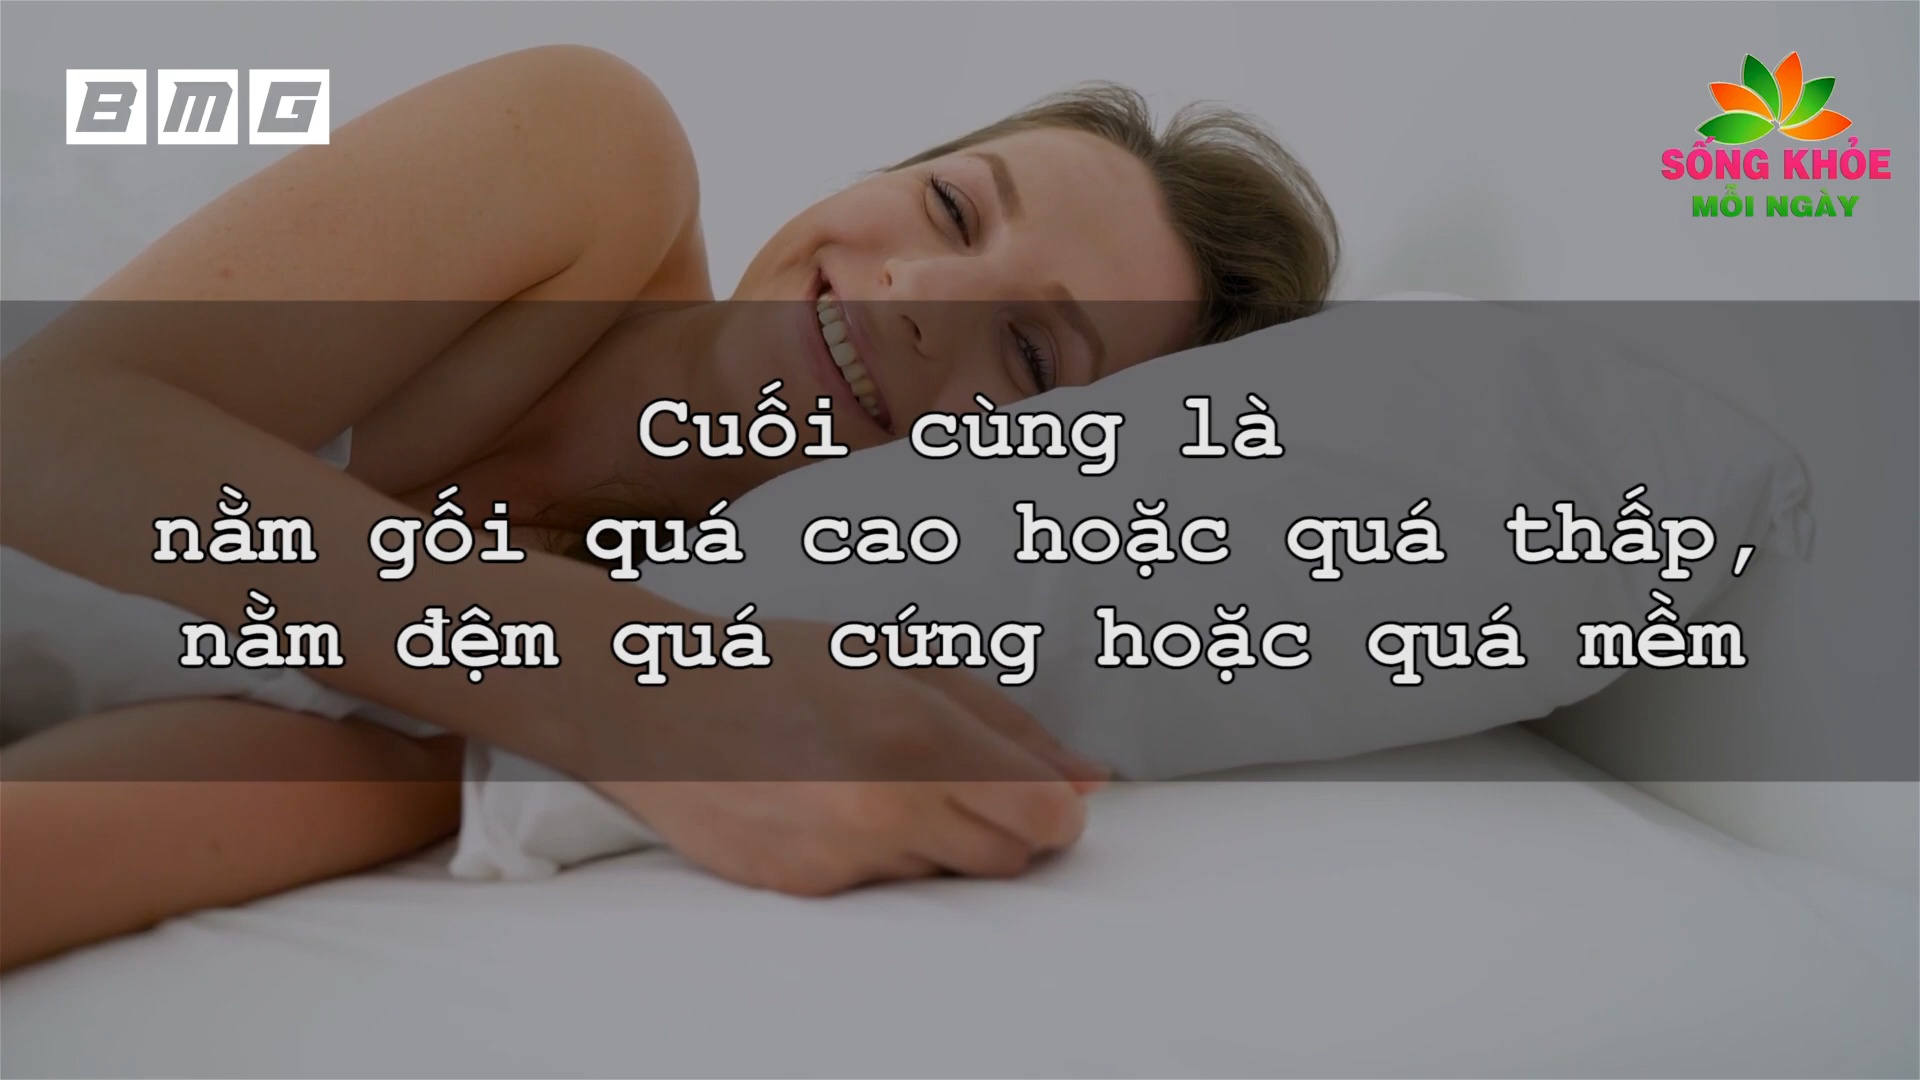 BMG
SỐNG KHỎE
MỖI NGÀY
Cuối cùng là
nằm gối quá cao hoặc quá thấp,
nằm đệm quá cứng hoặc quá mềm